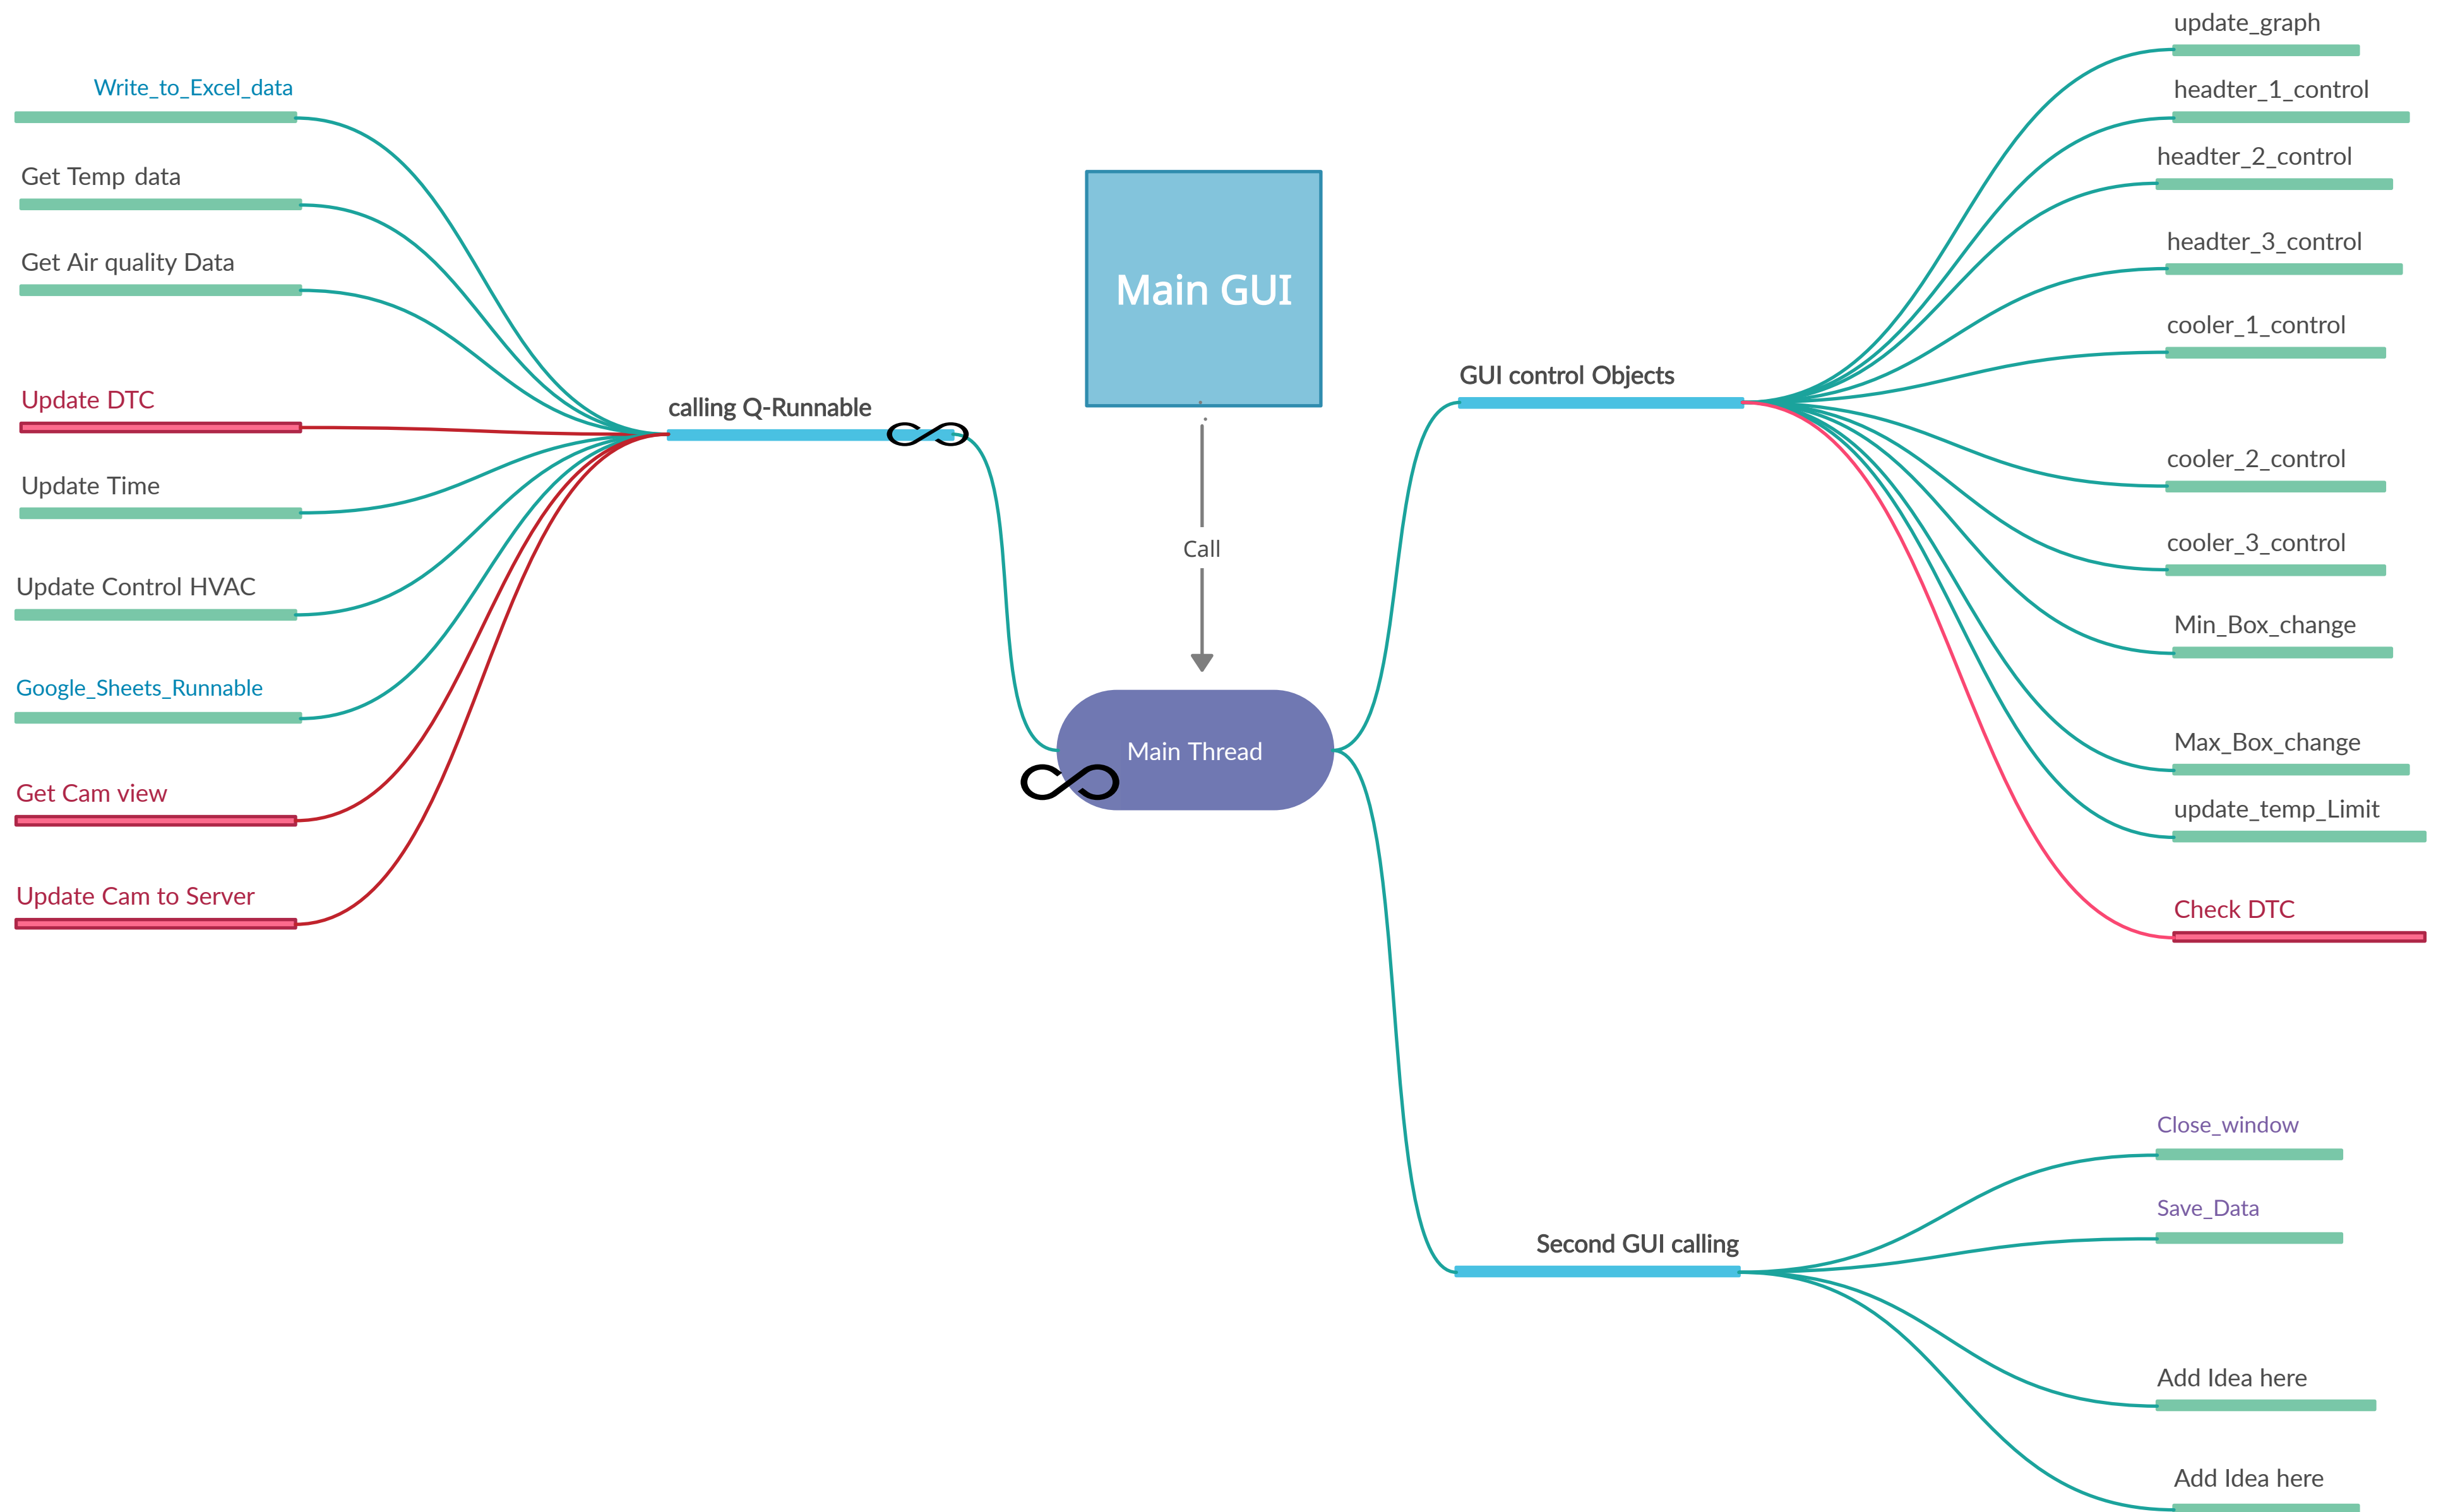 Write_to_Excel_data
Get Temp data
Get Air quality Data
Update DTC
Update Time
Update Control HVAC
Google_Sheets_Runnable
Get Cam view
Update Cam to Server
calling Q-Runnable
Main GUI
Call
Main Thread
GUI control Objects
update_graph
headter_1_control
headter_2_control
headter_3_control
cooler_1_control
cooler_2_control
cooler_3_control
Min_Box_change
Max_Box_change
update_temp_Limit
Check DTC
Second GUI calling
Close_window
Save_Data
Add Idea here
Add Idea here